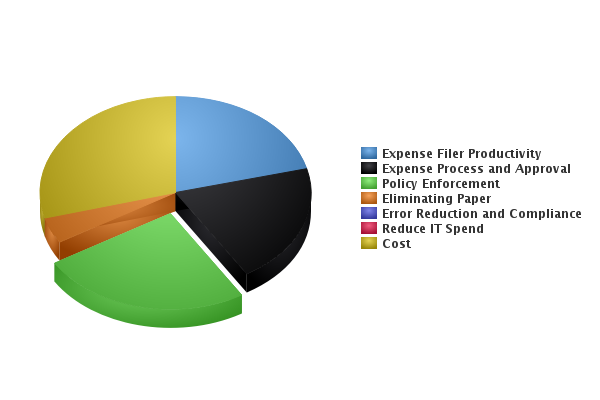 Expense Filer Productivity
Expense Process and Approval
Policy Enforcement
Eliminating Paper
Error Reduction and Compliance
Reduce IT Spend
Cost